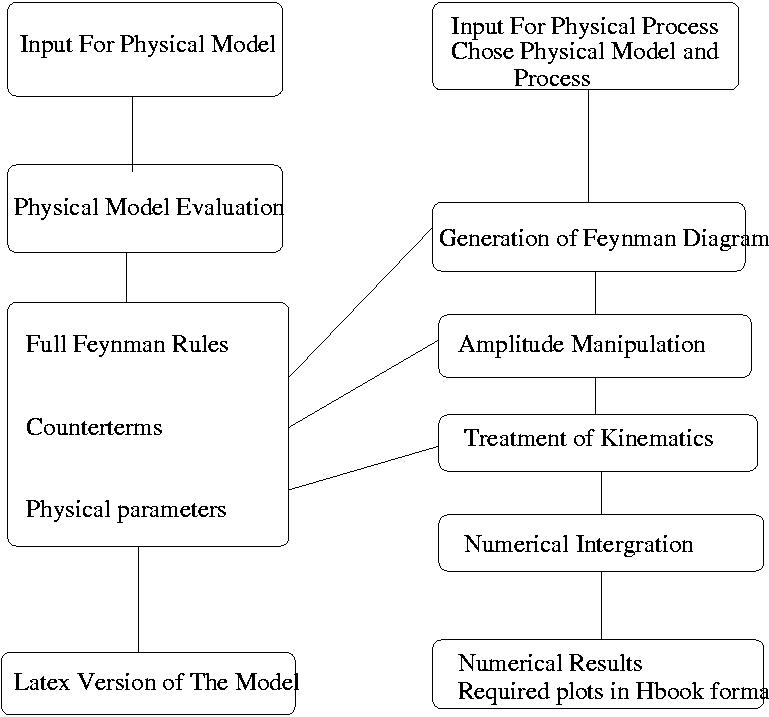 Input For Physical Model
Physical Model Evaluation
Full Feynman Rules
Counterterms
Physical parameters
Latex Version of The Model
Input For Physical Process
Chose Physical Model and
Process
Generation of Feynman Diagram
Amplitude Manipulation
Treatment of Kinematics
Numerical Intergration
Numerical Results
Required plots in Hbook forma